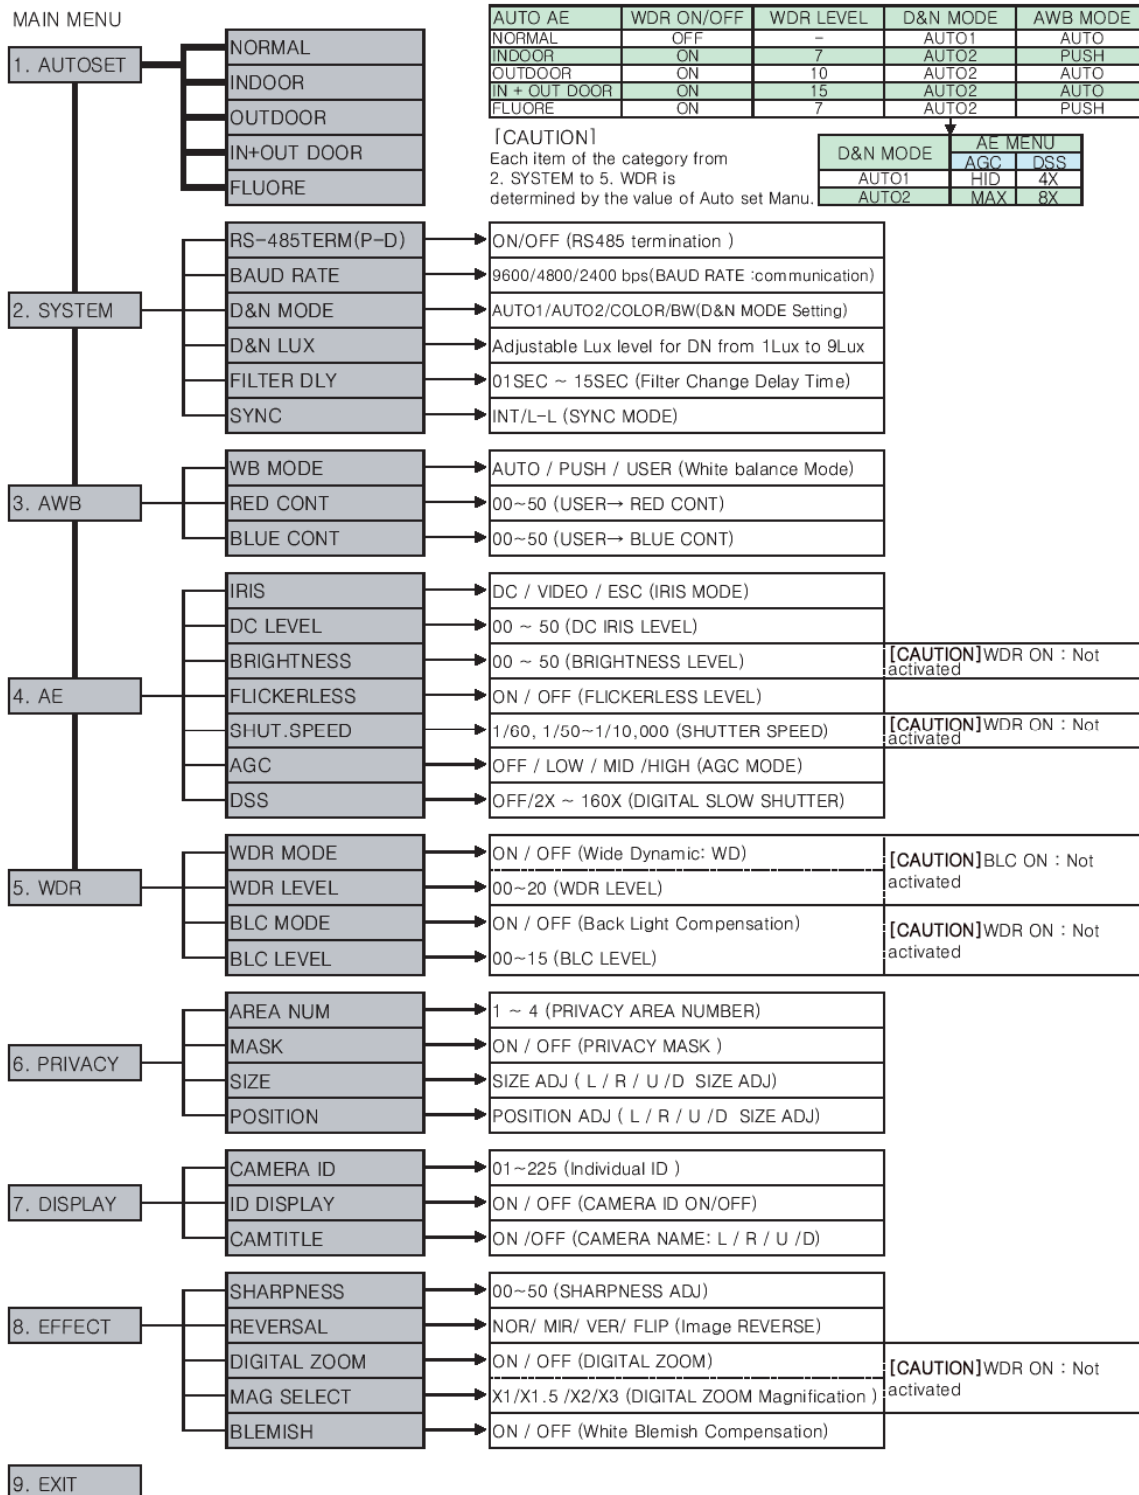 MAIN MENU
AUTO AE WDR ON/OFF WDR LEVEL D&N MODE AWB MODE
NORMAL OFF - AUTO1 AUTO
INDOOR ON 7 AUTO2 PUSH
OUTDOOR ON 10 AUTO2 AUTO
IN + OUT DOOR ON 15 AUTO2 AUTO
FLUORE ON 7 AUTO2 PUSH
1. AUTOSET
NORMAL
INDOOR
OUTDOOR
IN+OUT DOOR
FLUORE
[CAUTION]
Each item of the category from
2. SYSTEM to 5. WDR is
determined by the value of Auto set Manu.
D&N MODE AE MENU
AGC DSS
AUTO1 HID 4X
AUTO2 MAX 8X
2. SYSTEM
RS-485TERM(P-D) ON/OFF (RS485 termination )
BAUD RATE 9600/4800/2400 bps(BAUD RATE :communication)
D&N MODE AUTO1/AUTO2/COLOR/BW(D&N MODE Setting)
D&N LUX Adjustable Lux level for DN from 1Lux to 9Lux
FILTER DLY 01SEC ~ 15SEC (Filter Change Delay Time)
SYNC INT/L-L (SYNC MODE)
3. AWB
WB MODE AUTO / PUSH / USER (White balance Mode)
RED CONT 00~50 (USER→ RED CONT)
BLUE CONT 00~50 (USER→ BLUE CONT)
4. AE
IRIS DC / VIDEO / ESC (IRIS MODE)
DC LEVEL 00 ~ 50 (DC IRIS LEVEL)
BRIGHTNESS 00 ~ 50 (BRIGHTNESS LEVEL) [CAUTION]WDR ON : Not
activated
FLICKERLESS ON / OFF (FLICKERLESS LEVEL)
SHUT.SPEED 1/60, 1/50~1/10,000 (SHUTTER SPEED) [CAUTION]WDR ON : Not
activated
AGC OFF / LOW / MID /HIGH (AGC MODE)
DSS OFF/2X ~ 160X (DIGITAL SLOW SHUTTER)
5. WDR
WDR MODE ON / OFF (Wide Dynamic: WD) [CAUTION]BLC ON : Not
activated
WDR LEVEL 00~20 (WDR LEVEL)
BLC MODE ON / OFF (Back Light Compensation) [CAUTION]WDR ON : Not
activated
BLC LEVEL 00~15 (BLC LEVEL)
6. PRIVACY
AREA NUM 1 ~ 4 (PRIVACY AREA NUMBER)
MASK ON / OFF (PRIVACY MASK )
SIZE SIZE ADJ ( L / R / U /D SIZE ADJ)
POSITION POSITION ADJ ( L / R / U /D SIZE ADJ)
7. DISPLAY
CAMERA ID 01~225 (Individual ID )
ID DISPLAY ON / OFF (CAMERA ID ON/OFF)
CAMTITLE ON /OFF (CAMERA NAME: L / R / U /D)
8. EFFECT
SHARPNESS 00~50 (SHARPNESS ADJ)
REVERSAL NOR/ MIR/ VER/ FLIP (Image REVERSE)
DIGITAL ZOOM ON / OFF (DIGITAL ZOOM) [CAUTION]WDR ON : Not
activated
MAG SELECT X1/X1.5 /X2/X3 (DIGITAL ZOOM Magnification )
BLEMISH ON / OFF (White Blemish Compensation)
9. EXIT